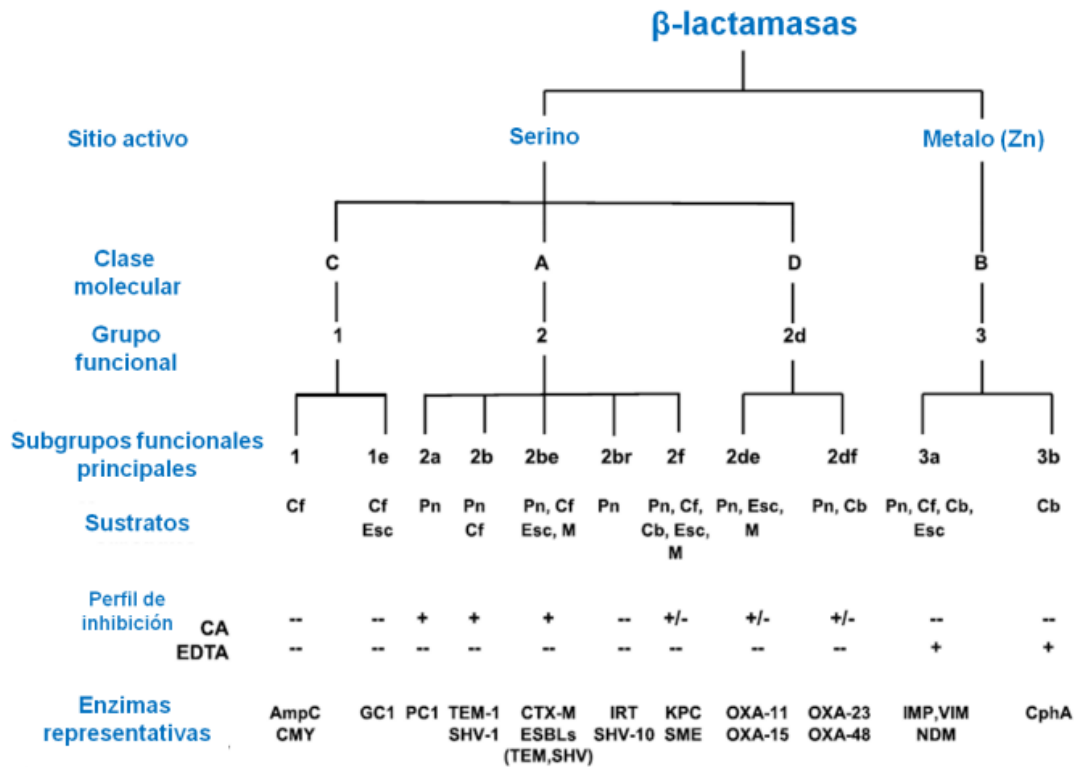 β-lactamasas
Sitio activo Serino Metalo (Zn)
Clase
molecular
C A D B
Grupo
funcional
1 2 2d 3
Subgrupos funcionales
principales
1 1e 2a 2b 2be 2br 2f 2de 2df 3a 3b
Sustratos
Cf Cf Pn Pn Pn, Cf Pn Pn, Cf, Pn, Esc, Pn, Cb Pn, Cf, Cb, Cb
Esc Cf Esc, M Cb, Esc, M Esc
M
Perfil de
inhibición
CA -- -- + + + -- +/- +/- +/- -- --
EDTA -- -- -- -- -- -- -- -- -- + +
Enzimas
representativas
AmpC GC1 PC1 TEM-1 CTX-M IRT KPC OXA-11 OXA-23 IMP,VIM CphA
CMY SHV-1 ESBLs SHV-10 SME OXA-15 OXA-48 NDM
(TEM,SHV)